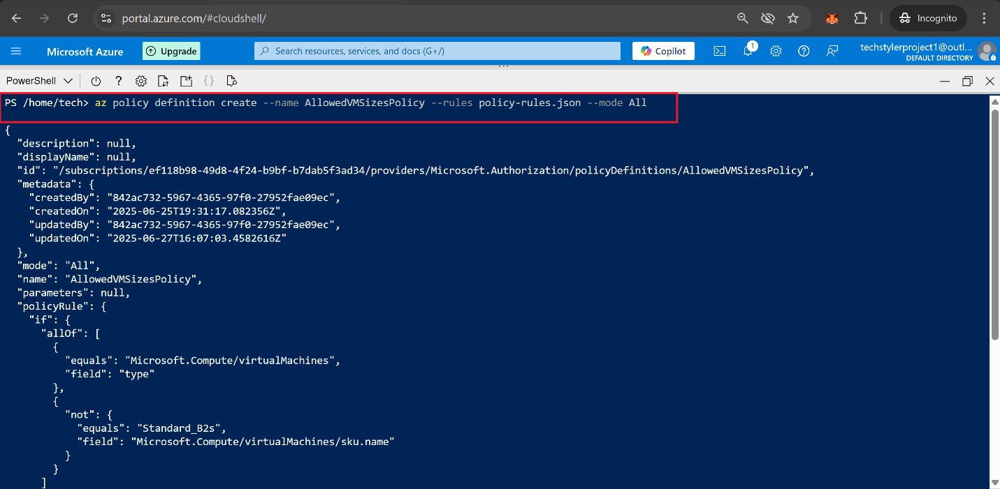 portal.azure.com/#cloudshell/
Incognito
Microsoft Azure
Upgrade
Search resources, services, and docs (G+/)
Copilot
1
techstylerproject1@outl...
DEFAULT DIRECTORY
PowerShell
PS /home/tech> az policy definition create --name AllowedVMSizesPolicy --rules policy-rules.json --mode All
{
"description": null,
"displayName": null,
"id": "/subscriptions/ef118b98-49d8-4f24-b9bf-b7dab5f3ad34/providers/Microsoft.Authorization/policyDefinitions/AllowedVMSizesPolicy",
"metadata": {
"createdBy": "842ac732-5967-4365-97f0-27952fae09ec",
"createdOn": "2025-06-25T19:31:17.082356Z",
"updatedBy": "842ac732-5967-4365-97f0-27952fae09ec",
"updatedOn": "2025-06-27T16:07:03.4582616Z"
},
"mode": "All",
"name": "AllowedVMSizesPolicy",
"parameters": null,
"policyRule": {
"if": {
"allOf": [
{
"equals": "Microsoft.Compute/virtualMachines",
"field": "type"
},
{
"not": {
"equals": "Standard_B2s",
"field": "Microsoft.Compute/virtualMachines/sku.name"
}
}
]